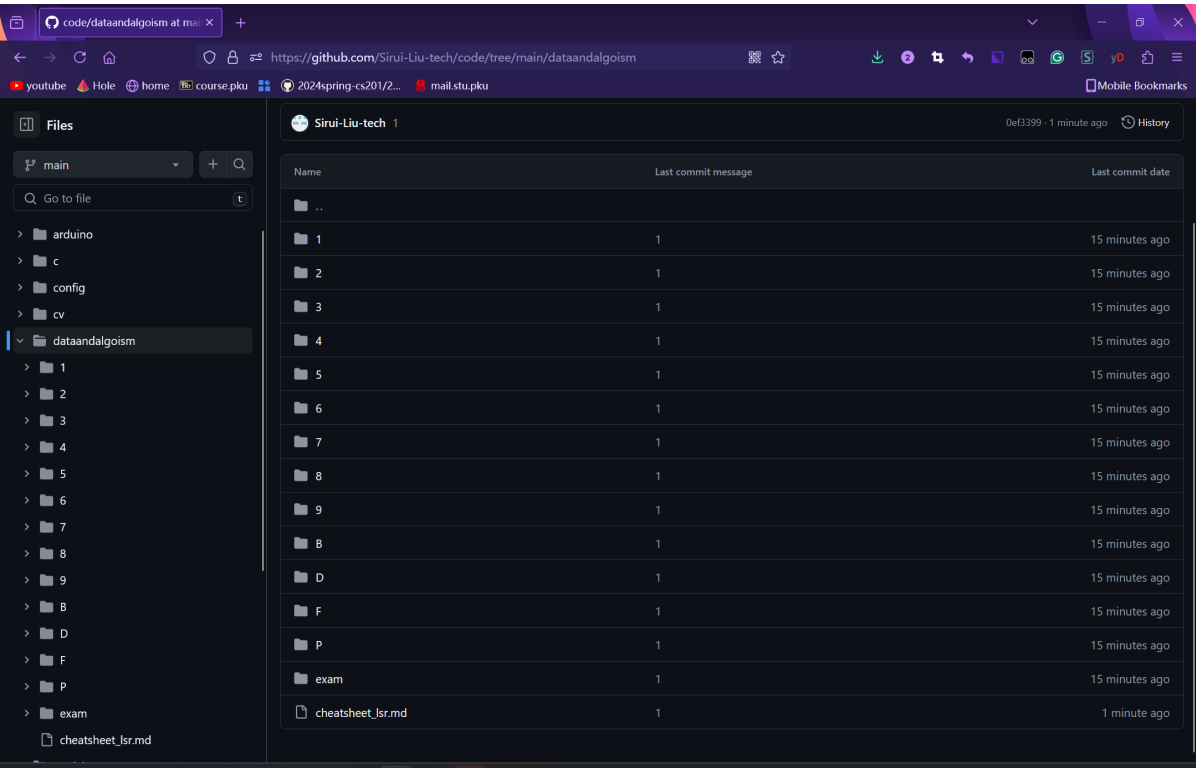 code/dataandalgoism at mai
https://github.com/Sirui-Liu-tech/code/tree/main/dataandalgoism
2
yD
youtube
Hole
home
course.pku
2024spring-cs201/2...
mail.stu.pku
Mobile Bookmarks
Files
main
Go to file
t
arduino
c
config
cv
dataandalgoism
1
2
3
4
5
6
7
8
9
B
D
F
P
exam
cheatsheet_lsr.md
Sirui-Liu-tech 1
0ef3399 · 1 minute ago
History
Name Last commit message Last commit date
..
1 1 15 minutes ago
2 1 15 minutes ago
3 1 15 minutes ago
4 1 15 minutes ago
5 1 15 minutes ago
6 1 15 minutes ago
7 1 15 minutes ago
8 1 15 minutes ago
9 1 15 minutes ago
B 1 15 minutes ago
D 1 15 minutes ago
F 1 15 minutes ago
P 1 15 minutes ago
exam 1 15 minutes ago
cheatsheet_lsr.md 1 1 minute ago